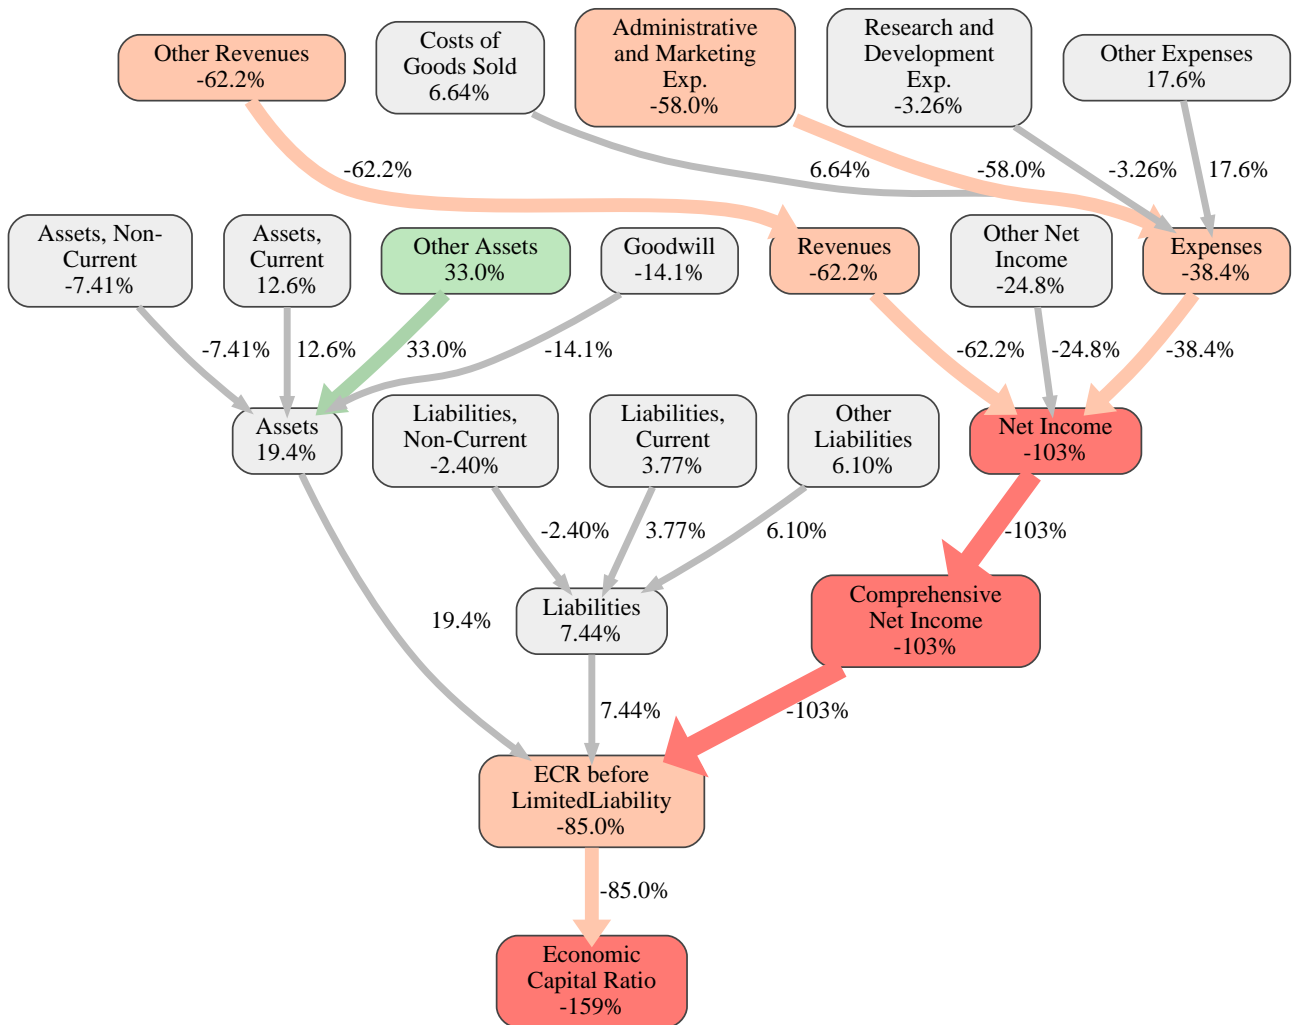 Other Revenues
-62.2%
Costs of
Goods Sold
6.64%
Administrative
and Marketing
Exp.
-58.0%
Research and
Development
Exp.
-3.26%
Other Expenses
17.6%
-62.2%
6.64%
-58.0%
-3.26%
17.6%
Assets, Non-
Current
-7.41%
Assets,
Current
12.6%
Other Assets
33.0%
Goodwill
-14.1%
Revenues
-62.2%
Other Net
Income
-24.8%
Expenses
-38.4%
-7.41%
12.6%
33.0%
-14.1%
-62.2%
-24.8%
-38.4%
Assets
19.4%
Liabilities,
Non-Current
-2.40%
Liabilities,
Current
3.77%
Other
Liabilities
6.10%
Net Income
-103%
-2.40%
3.77%
6.10%
-103%
19.4%
Liabilities
7.44%
Comprehensive
Net Income
-103%
7.44%
-103%
ECR before
LimitedLiability
-85.0%
-85.0%
Economic
Capital Ratio
-159%